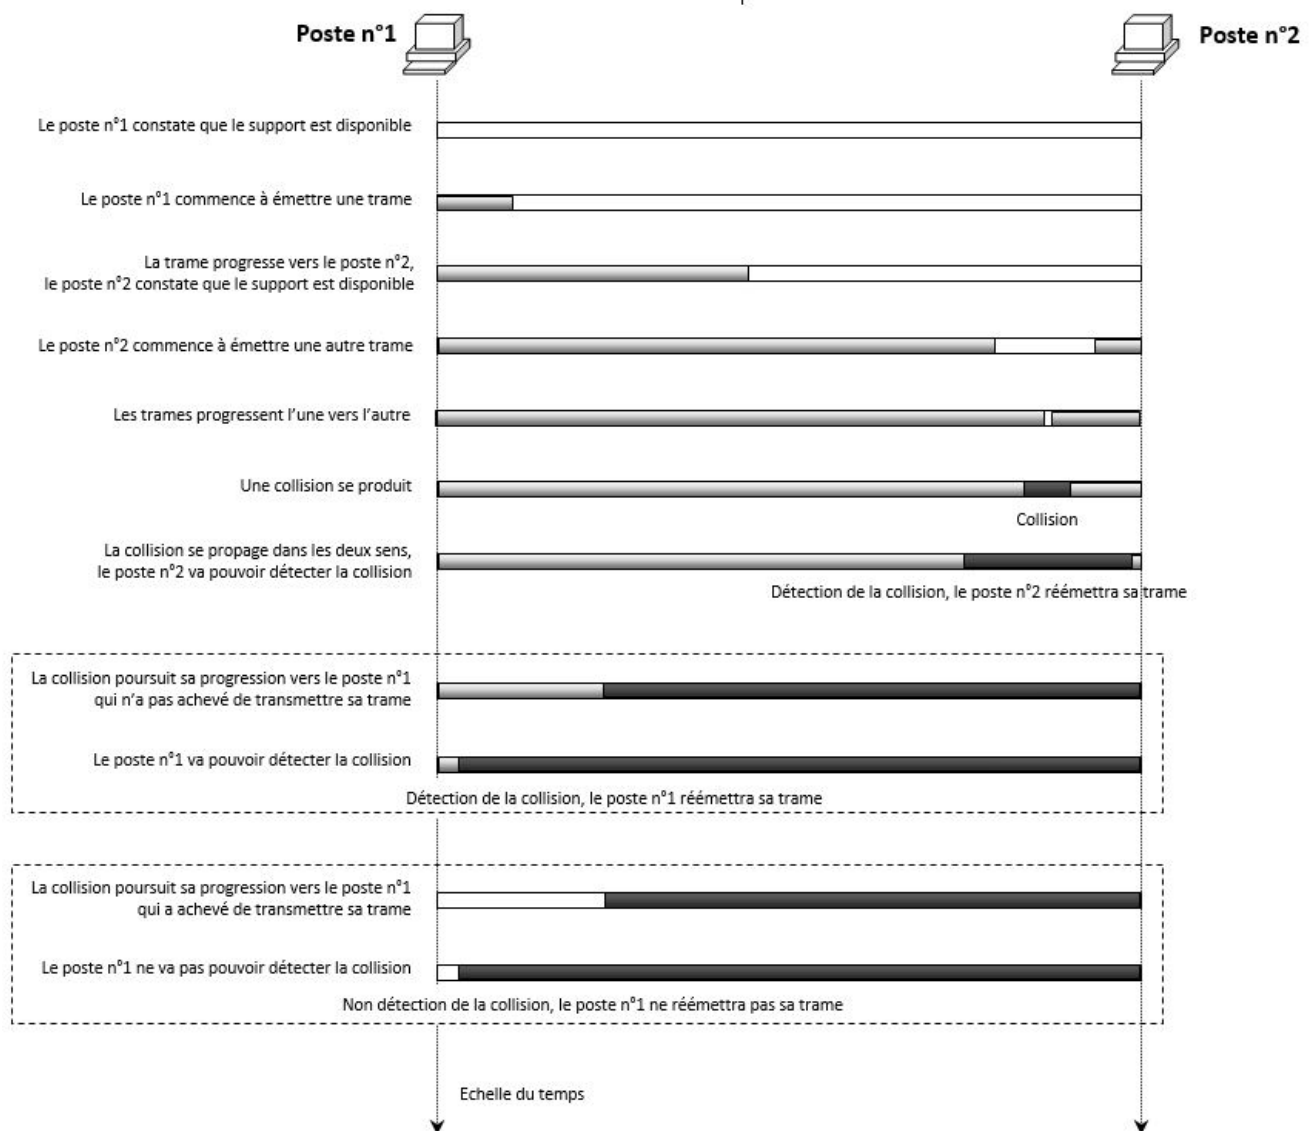 Poste n°1
Poste n°2
Le poste n°1 constate que le support est disponible
Le poste n°1 commence à émettre une trame
La trame progresse vers le poste n°2,
le poste n°2 constate que le support est disponible
Le poste n°2 commence à émettre une autre trame
Les trames progressent l'une vers l'autre
Une collision se produit
Collision
La collision se propage dans les deux sens,
le poste n°2 va pouvoir détecter la collision
Détection de la collision, le poste n°2 réémettra sa trame
La collision poursuit sa progression vers le poste n°1
qui n'a pas achevé de transmettre sa trame
Le poste n°1 va pouvoir détecter la collision
Détection de la collision, le poste n°1 réémettra sa trame
La collision poursuit sa progression vers le poste n°1
qui a achevé de transmettre sa trame
Le poste n°1 ne va pas pouvoir détecter la collision
Non détection de la collision, le poste n°1 ne réémettra pas sa trame
Echelle du temps